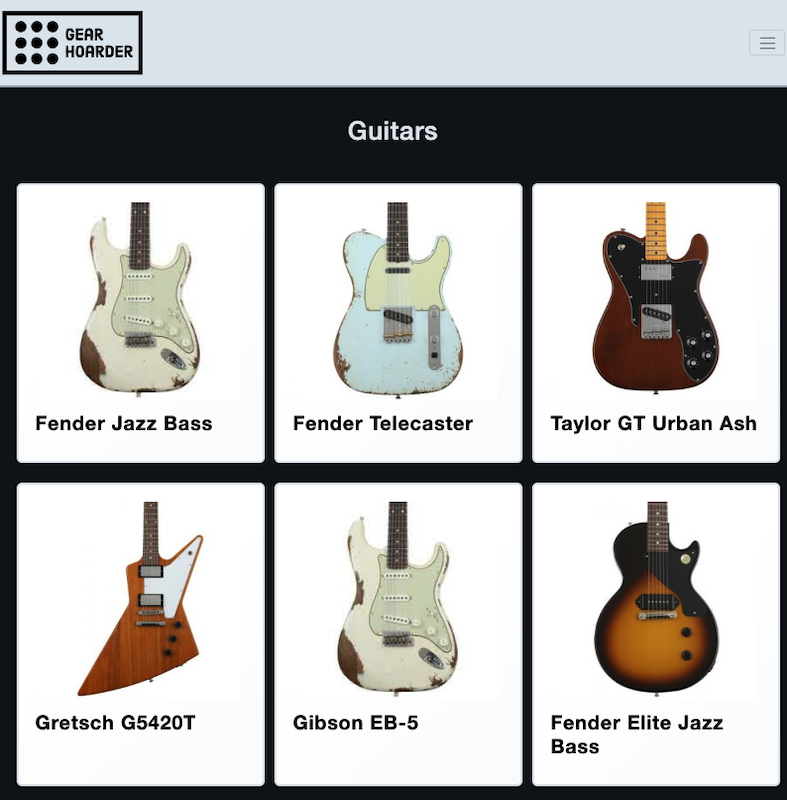 GEAR
HOARDER
Guitars
Fender Jazz Bass
Fender Telecaster
Taylor GT Urban Ash
Gretsch G5420T
Gibson EB-5
Fender Elite Jazz
Bass